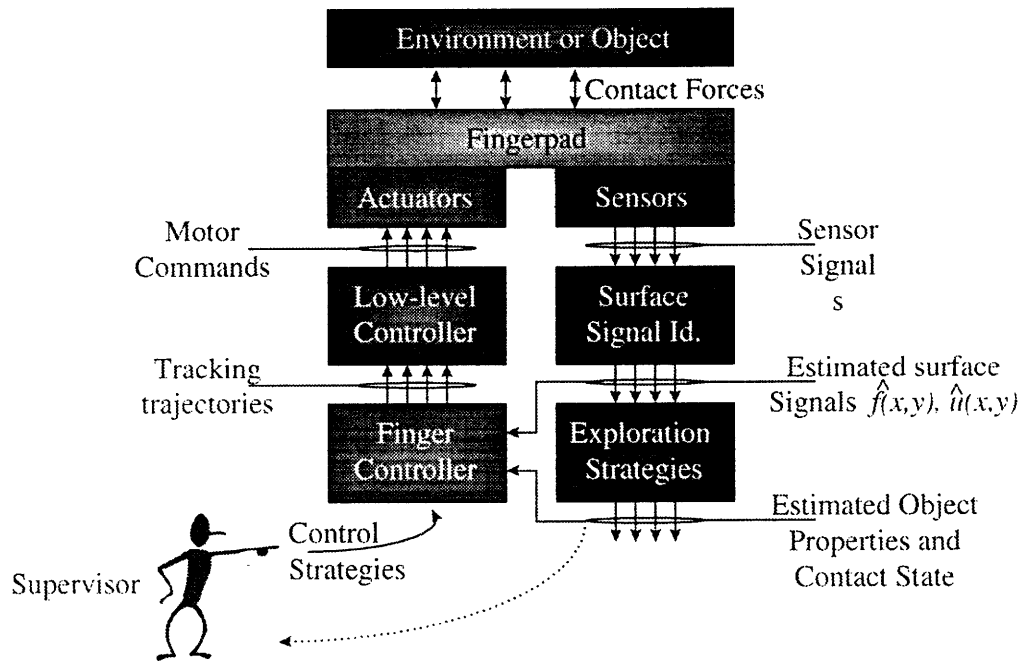 Environment or Object
Contact Forces
Fingerpad
Actuators
Sensors
Motor
Commands
Sensor
Signal
s
Low-level
Controller
Surface
Signal Id.
Tracking
trajectories
Estimated surface
Signals f̂(x,y), û(x,y)
Finger
Controller
Exploration
Strategies
Control
Strategies
Estimated Object
Properties and
Contact State
Supervisor